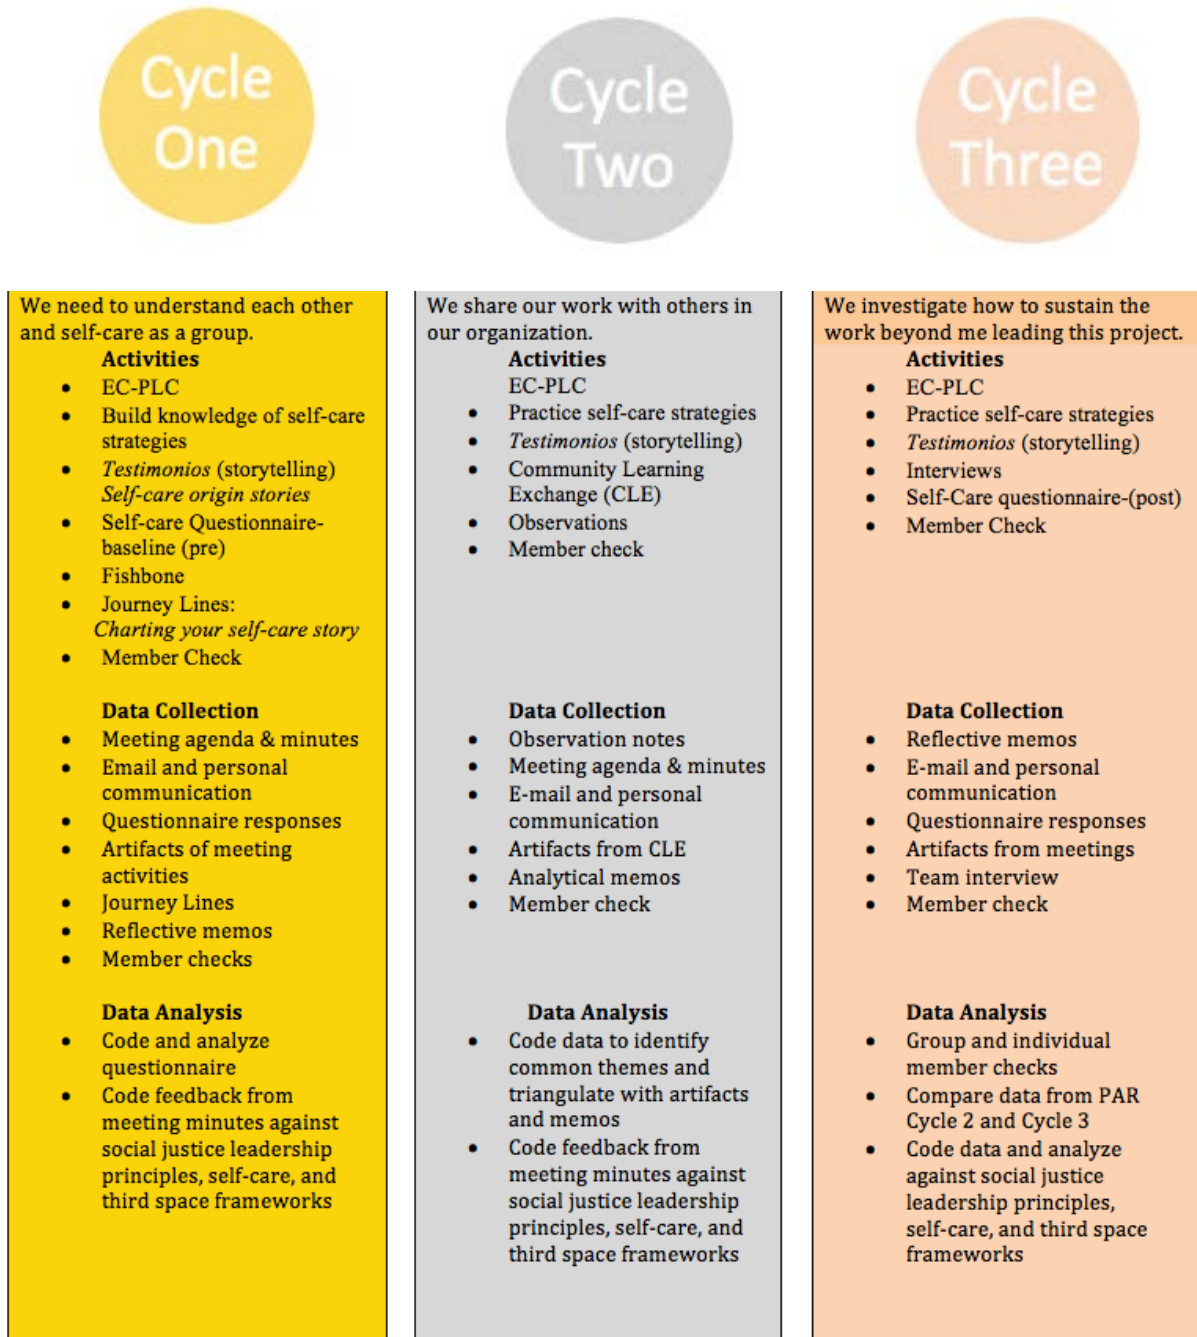 Cycle
One
Cycle
Two
Cycle
Three
We need to understand each other
and self-care as a group.
Activities
• EC-PLC
• Build knowledge of self-care
strategies
• Testimonios (storytelling)
Self-care origin stories
• Self-care Questionnaire-
baseline (pre)
• Fishbone
• Journey Lines:
Charting your self-care story
• Member Check
Data Collection
• Meeting agenda & minutes
• Email and personal
communication
• Questionnaire responses
• Artifacts of meeting
activities
• Journey Lines
• Reflective memos
• Member checks
Data Analysis
• Code and analyze
questionnaire
• Code feedback from
meeting minutes against
social justice leadership
principles, self-care, and
third space frameworks
We share our work with others in
our organization.
Activities
EC-PLC
• Practice self-care strategies
• Testimonios (storytelling)
• Community Learning
Exchange (CLE)
• Observations
• Member check
Data Collection
• Observation notes
• Meeting agenda & minutes
• E-mail and personal
communication
• Artifacts from CLE
• Analytical memos
• Member check
Data Analysis
• Code data to identify
common themes and
triangulate with artifacts
and memos
• Code feedback from
meeting minutes against
social justice leadership
principles, self-care, and
third space frameworks
We investigate how to sustain the
work beyond me leading this project.
Activities
• EC-PLC
• Practice self-care strategies
• Testimonios (storytelling)
• Interviews
• Self-Care questionnaire-(post)
• Member Check
Data Collection
• Reflective memos
• E-mail and personal
communication
• Questionnaire responses
• Artifacts from meetings
• Team interview
• Member check
Data Analysis
• Group and individual
member checks
• Compare data from PAR
Cycle 2 and Cycle 3
• Code data and analyze
against social justice
leadership principles,
self-care, and third space
frameworks